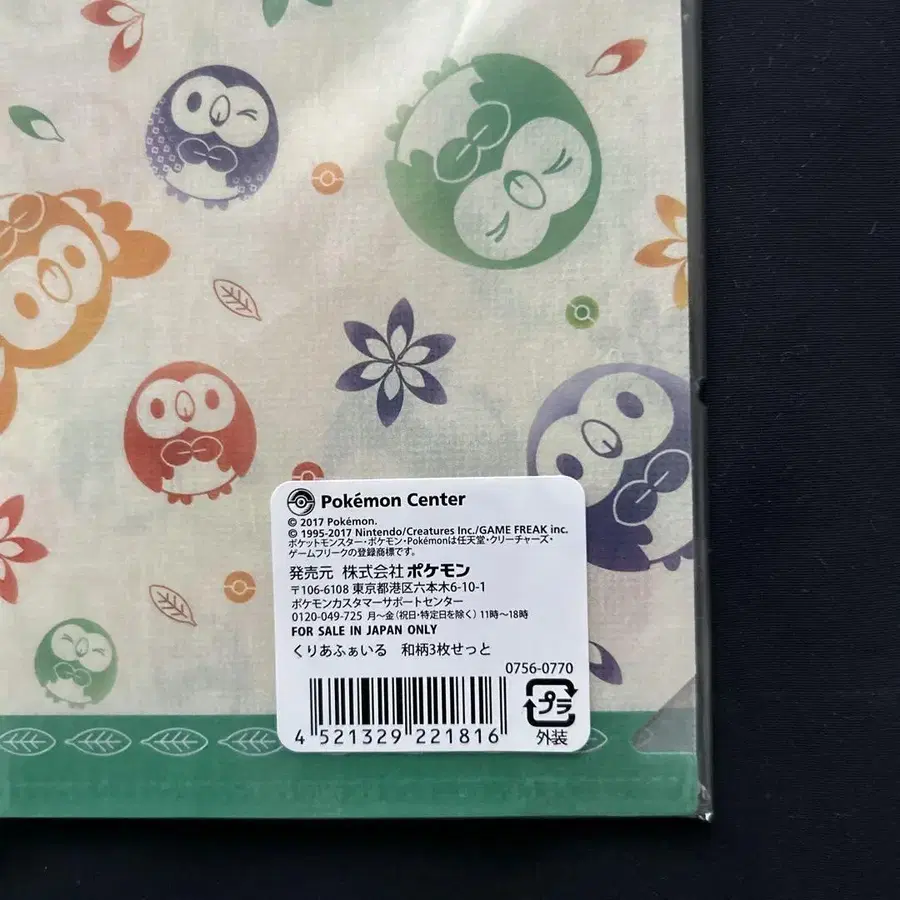 Pokémon Center
© 2017 Pokémon.
© 1995-2017 Nintendo/Creatures Inc./GAME FREAK inc.
ポケットモンスター・ポケモン・Pokémonは任天堂・クリーチャーズ・
ゲームフリークの登録商標です。
発売元 株式会社ポケモン
〒106-6108 東京都港区六本木6-10-1
ポケモンカスタマーサポートセンター
0120-049-725 月〜金（祝日・特定日を除く）11時〜18時
FOR SALE IN JAPAN ONLY
くりあふぁいる 和柄3枚せっと
0756-0770
プラ
4 521329 221816
外装